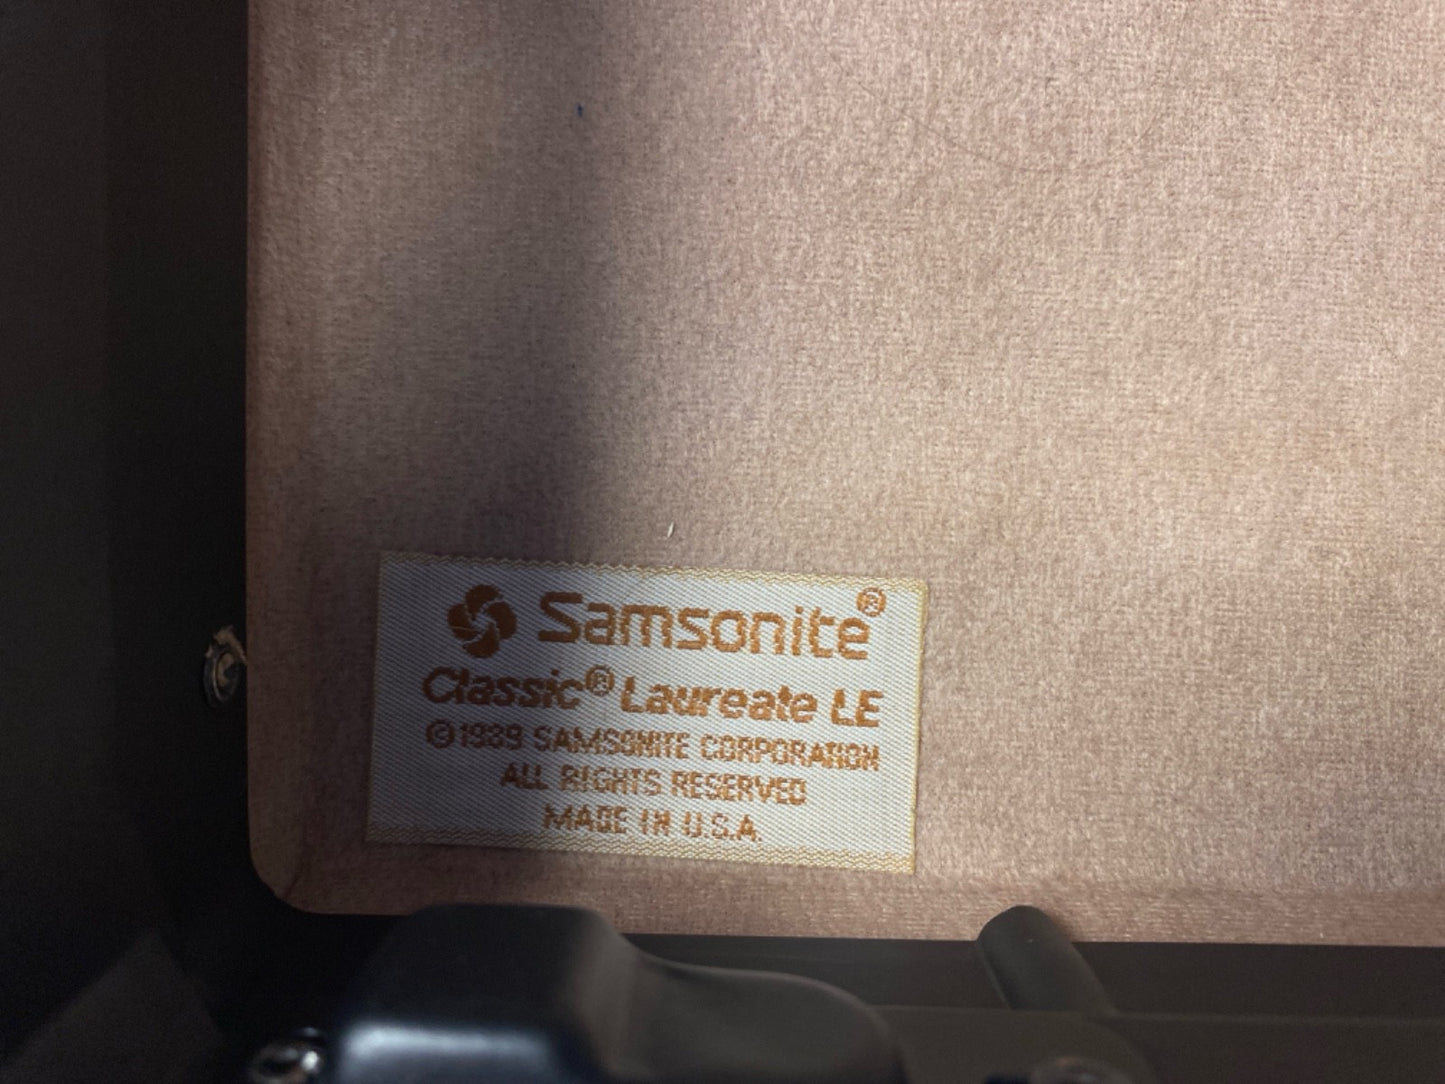 Samsonite®
Classic® Laureate LE
©1989 SAMSONITE CORPORATION
ALL RIGHTS RESERVED
MADE IN U.S.A.